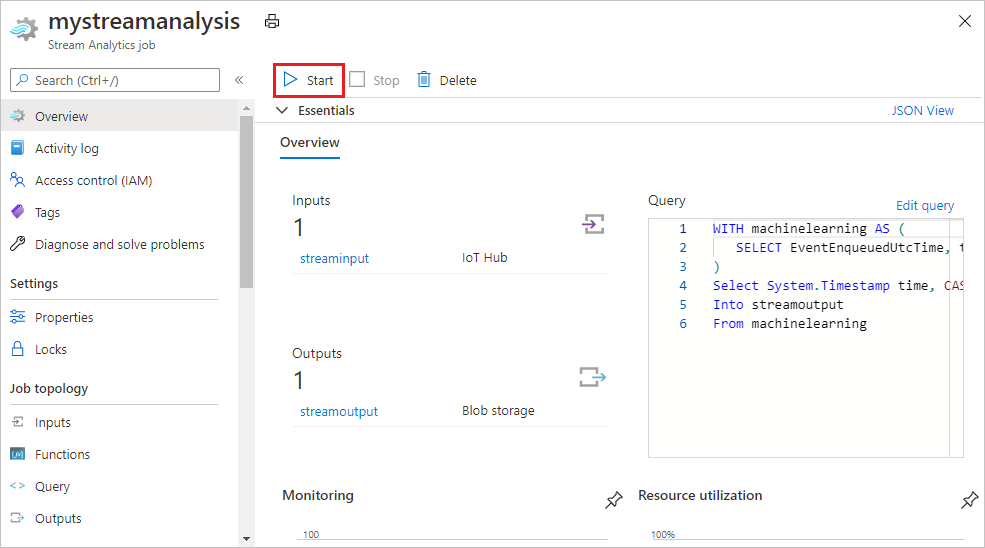 mystreamanalysis
Stream Analytics job
Search (Ctrl+/)
«
Overview
Activity log
Access control (IAM)
Tags
Diagnose and solve problems
Settings
Properties
Locks
Job topology
Inputs
Functions
Query
Outputs
Start
Stop
Delete
Essentials
JSON View
Overview
Inputs
1
streaminput
IoT Hub
Outputs
1
streamoutput
Blob storage
Query
Edit query
1 WITH machinelearning AS (
2 SELECT EventEnqueuedUtcTime, t
3 )
4 Select System.Timestamp time, CAS
5 Into streamoutput
6 From machinelearning
Monitoring
100
Resource utilization
100%